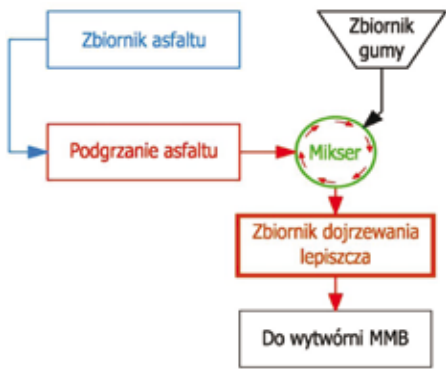 Zbiornik asfaltu
Zbiornik
gumy
Podgrzanie asfaltu
Mikser
Zbiornik dojrzewania
lepiszcza
Do wytwórni MMB